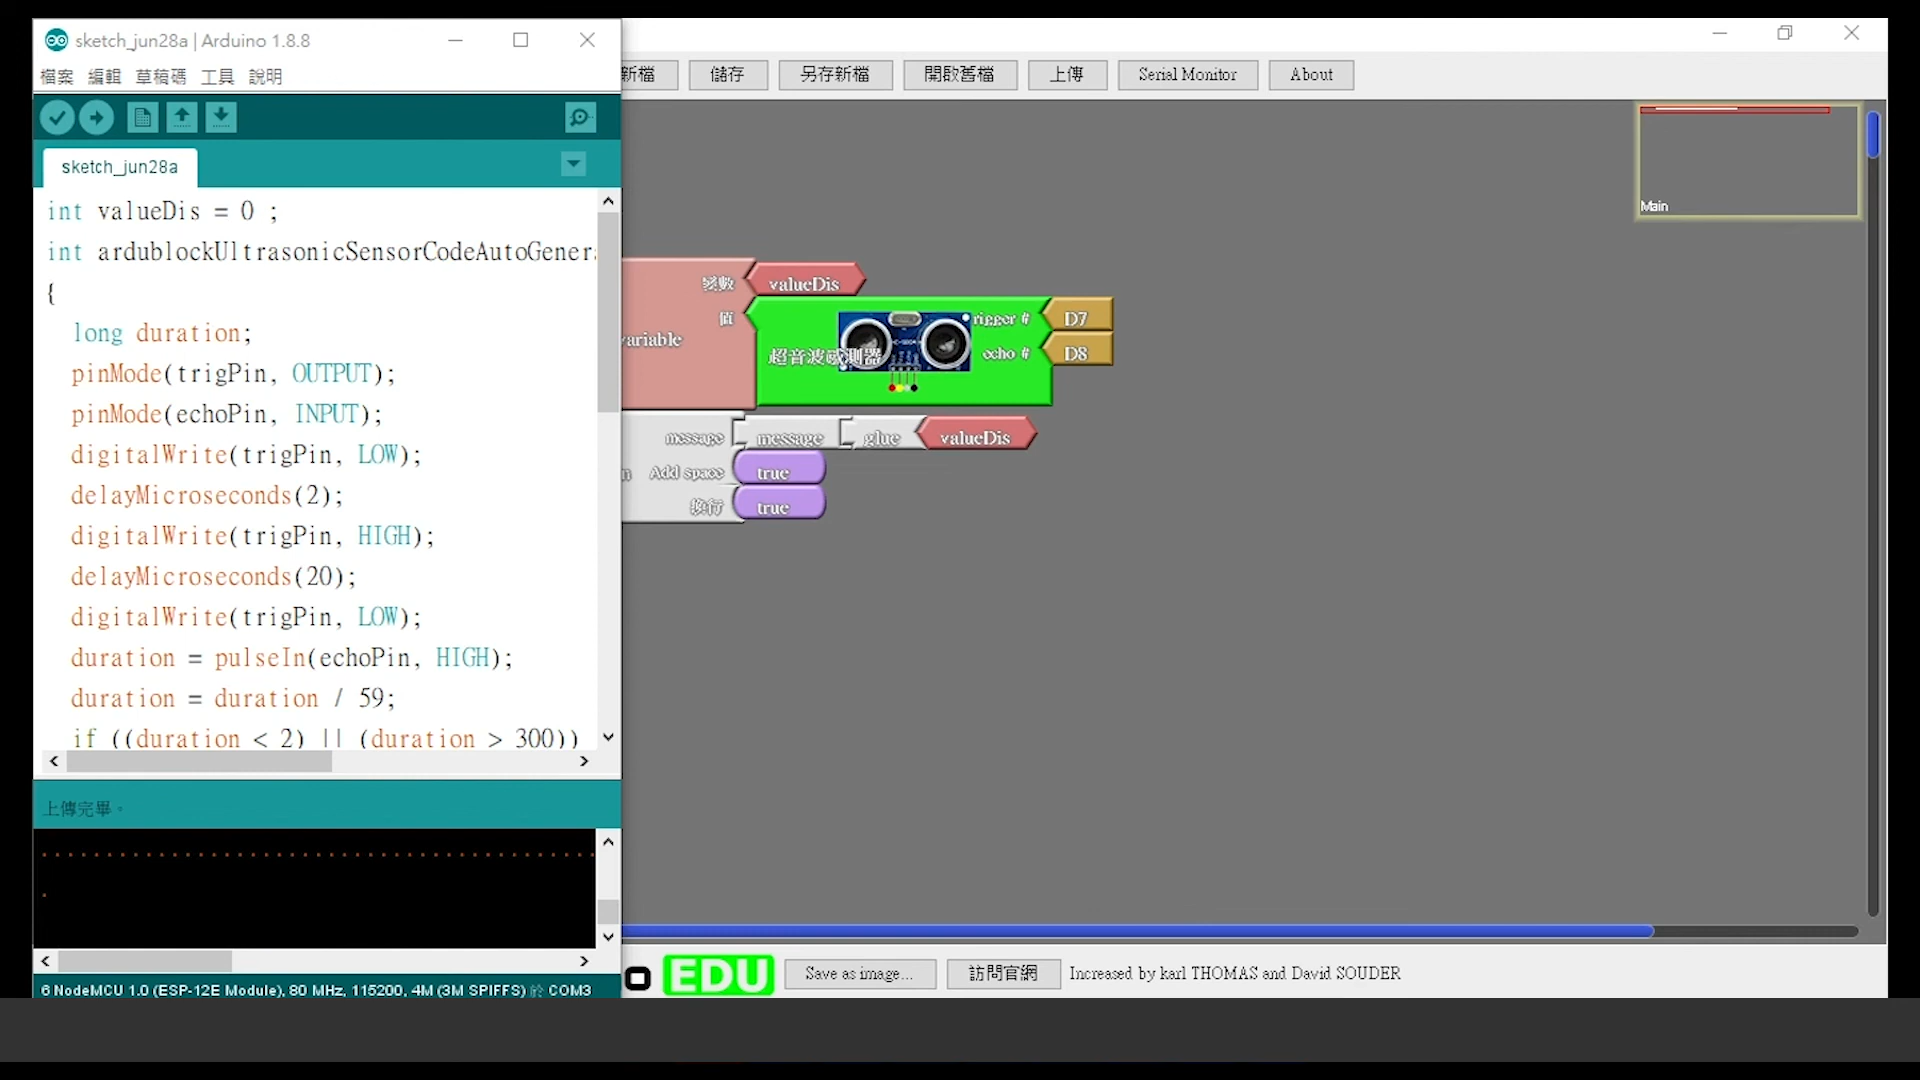 sketch_jun28a | Arduino 1.8.8
檔案 編輯 草稿碼 工具 說明
sketch_jun28a
int valueDis = 0 ;
int ardublockUltrasonicSensorCodeAutoGener
{
long duration;
pinMode(trigPin, OUTPUT);
pinMode(echoPin, INPUT);
digitalWrite(trigPin, LOW);
delayMicroseconds(2);
digitalWrite(trigPin, HIGH);
delayMicroseconds(20);
digitalWrite(trigPin, LOW);
duration = pulseIn(echoPin, HIGH);
duration = duration / 59;
if ((duration < 2) || (duration > 300))
上傳完畢。
........................................
.
6 NodeMCU 1.0 (ESP-12E Module), 80 MHz, 115200, 4M (3M SPIFFS) 於 COM3
新檔 儲存 另存新檔 開啟舊檔 上傳 Serial Monitor About
Main
變數 valueDis
值
ariable
超音波感測器
rigger # D7
echo # D8
message message glue valueDis
n Add space true
換行 true
EDU Save as image... 訪問官網 Increased by karl THOMAS and David SOUDER